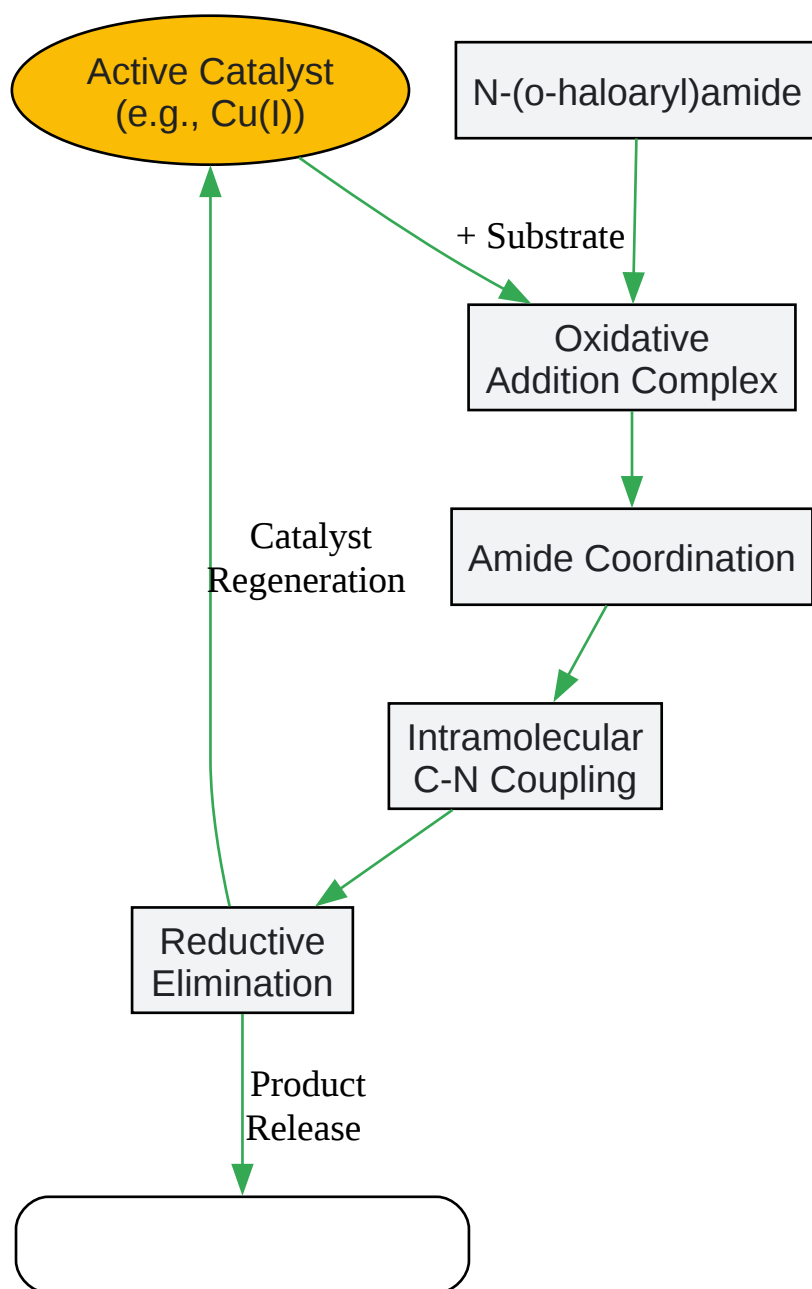 Active Catalyst
(e.g., Cu(I))
N-(o-haloaryl)amide
+ Substrate
Oxidative
Addition Complex
Catalyst
Regeneration
Amide Coordination
Intramolecular
C-N Coupling
Reductive
Elimination
Product
Release